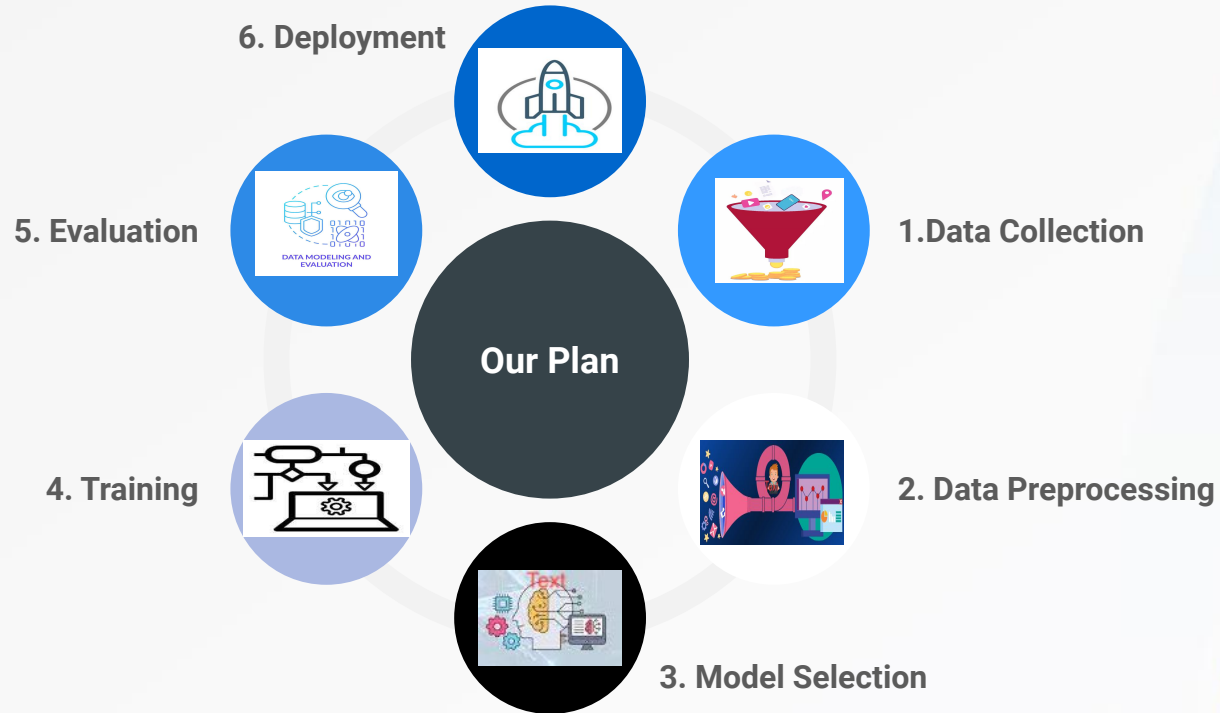 6. Deployment
1.Data Collection
5. Evaluation
DATA MODELING AND
EVALUATION
Our Plan
4. Training
2. Data Preprocessing
Text
3. Model Selection